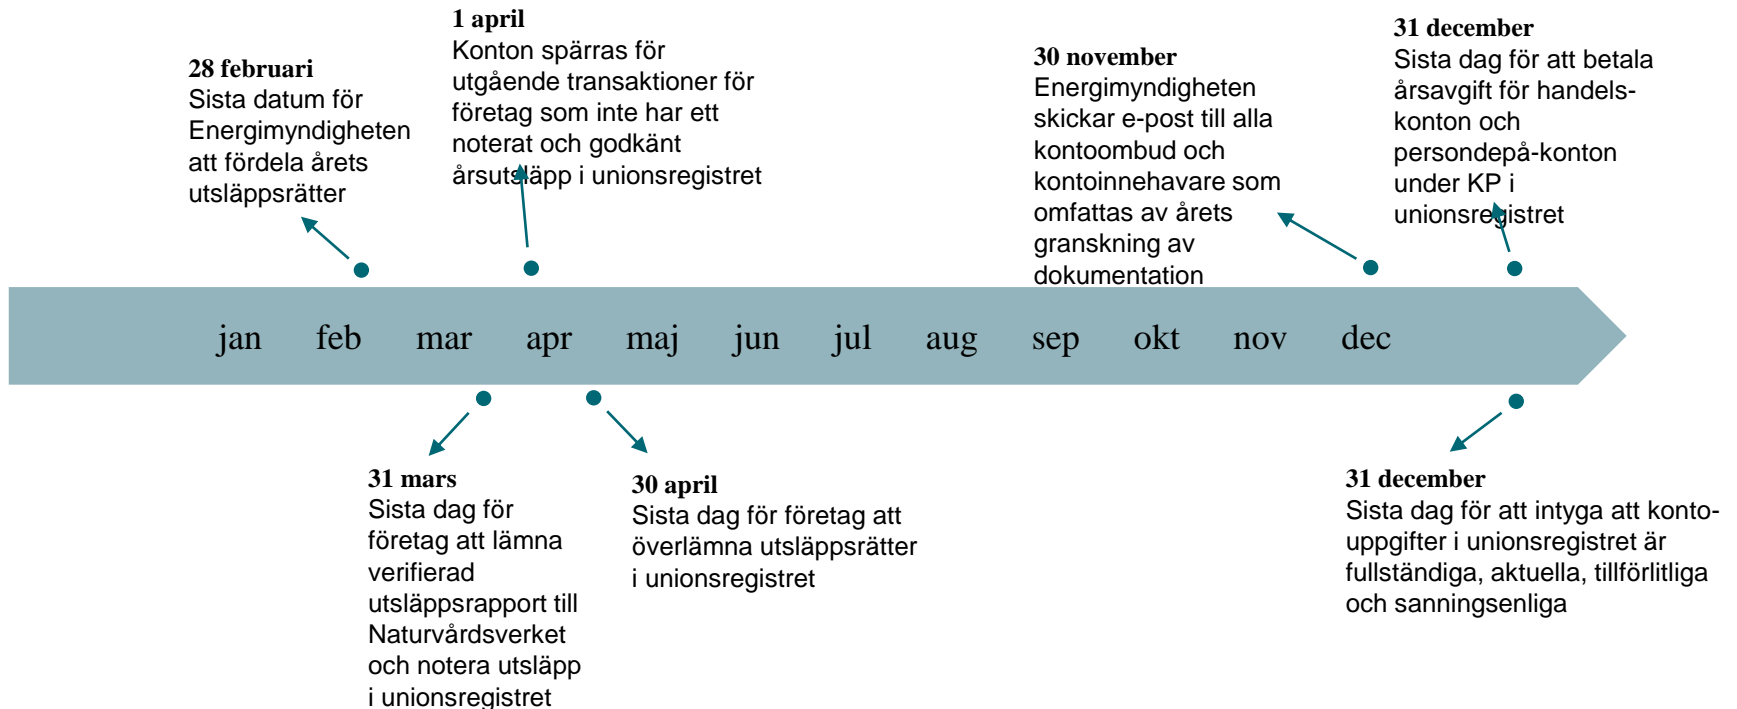 28 februari
Sista datum för
Energimyndigheten
att fördela årets
utsläppsrätter
1 april
Konton spärras för
utgående transaktioner för
företag som inte har ett
noterat och godkänt
årsutsläpp i unionsregistret
30 november
Energimyndigheten
skickar e-post till alla
kontoombud och
kontoinnehavare som
omfattas av årets
granskning av
dokumentation
31 december
Sista dag för att betala
årsavgift för handels-
konton och
persondepå-konton
under KP i
unionsregistret
jan feb mar apr maj jun jul aug sep okt nov dec
31 mars
Sista dag för
företag att lämna
verifierad
utsläppsrapport till
Naturvårdsverket
och notera utsläpp
i unionsregistret
30 april
Sista dag för företag att
överlämna utsläppsrätter
i unionsregistret
31 december
Sista dag för att intyga att konto-
uppgifter i unionsregistret är
fullständiga, aktuella, tillförlitliga
och sanningsenliga